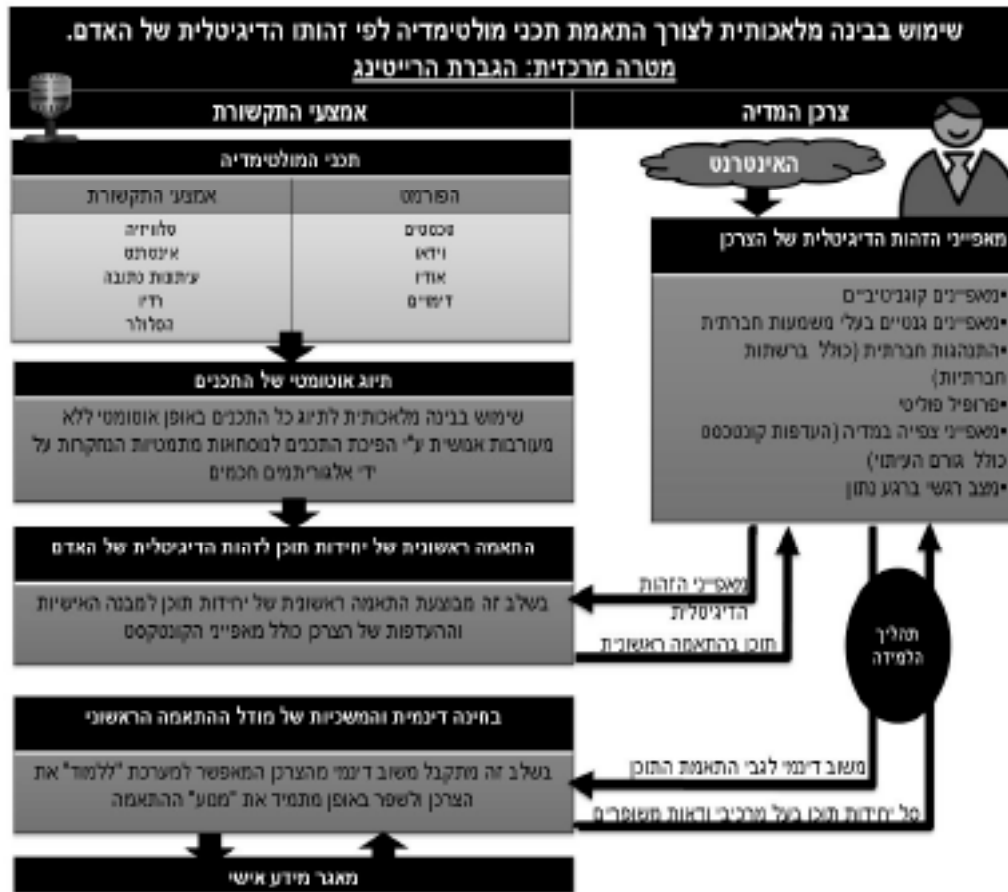 שימוש בבינה מלאכותית לצורך התאמת תכני מולטימדיה לפי זהותו הדיגיטלית של האדם.
מטרה מרכזית: הגברת הרייטינג
צרכן המדיה
אמצעי התקשורת
האינטרנט
מאפייני הזהות הדיגיטלית של הצרכן
▪מאפיינים קוגניטיביים
▪מאפיינים גנטיים בעלי משמעות חברתית
▪התנהגות חברתית (כולל ברשתות
חברתיות)
▪פרופיל פוליטי
▪מאפייני צפייה במדיה (העדפות קונטכסט
כולל גורם העיתוי)
▪מצב רגשי ברגע נתון
תכני המולטימדיה
הפורמט
אמצעי התקשורת
טכסטים
וידאו
אודיו
דימויים
טלוויזיה
אינטרנט
עיתונות כתובה
רדיו
הסלולר
תיוג אוטומטי של התכנים
שימוש בבינה מלאכותית לתיוג כל התכנים באופן אוטומטי ללא
מעורבות אנושית ע"י הפיכת התכנים לנוסחאות מתמטיות הנחקרות על
ידי אלגוריתמים חכמים
התאמה ראשונית של יחידות תוכן לזהות הדיגיטלית של האדם
בשלב זה מבוצעת התאמה ראשונית של יחידות תוכן למבנה האישיות
וההעדפות של הצרכן כולל מאפייני הקונטקסט
מאפייני הזהות
הדיגיטלית
תוכן בהתאמה ראשונית
תהליך
הלמידה
בחינה דינמית והמשכיות של מודל ההתאמה הראשוני
בשלב זה מתקבל משוב דינמי מהצרכן המאפשר למערכת "ללמוד" את
הצרכן ולשפר באופן מתמיד את "מנוע" ההתאמה
משוב דינמי לגבי התאמת התוכן
סל יחידות תוכן בעל מרכיבי ודאות משופרים
מאגר מידע אישי